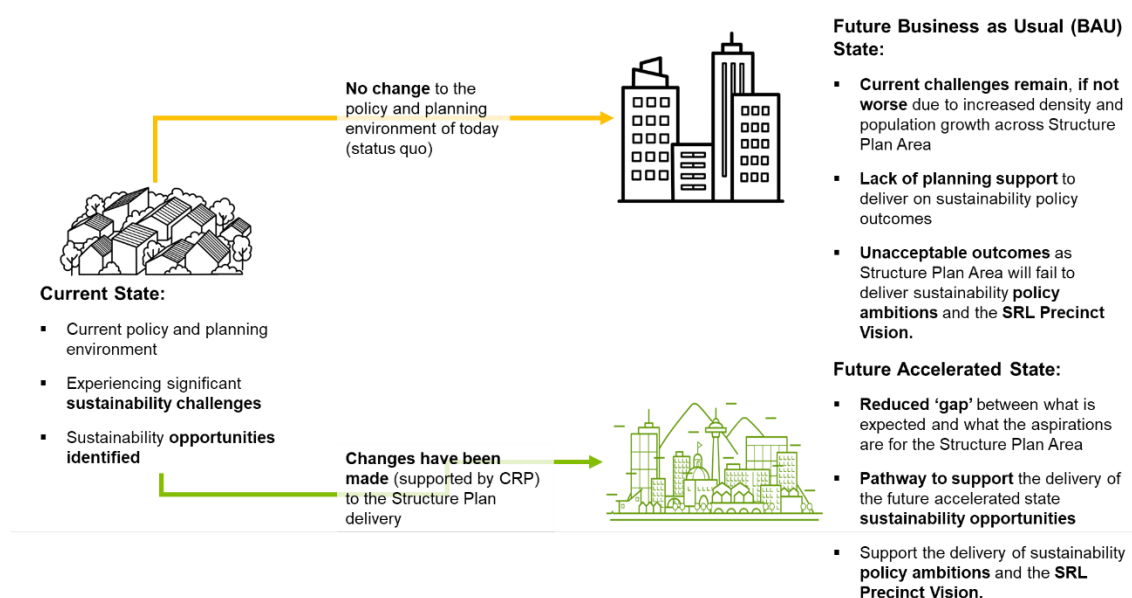 Current State:
▪ Current policy and planning
environment
▪ Experiencing significant
sustainability challenges
▪ Sustainability opportunities
identified
No change to the
policy and planning
environment of today
(status quo)
Changes have been
made (supported by CRP)
to the Structure Plan
delivery
Future Business as Usual (BAU)
State:
▪ Current challenges remain, if not
worse due to increased density and
population growth across Structure
Plan Area
▪ Lack of planning support to
deliver on sustainability policy
outcomes
▪ Unacceptable outcomes as
Structure Plan Area will fail to
deliver sustainability policy
ambitions and the SRL Precinct
Vision.
Future Accelerated State:
▪ Reduced ‘gap’ between what is
expected and what the aspirations
are for the Structure Plan Area
▪ Pathway to support the delivery of
the future accelerated state
sustainability opportunities
▪ Support the delivery of sustainability
policy ambitions and the SRL
Precinct Vision.